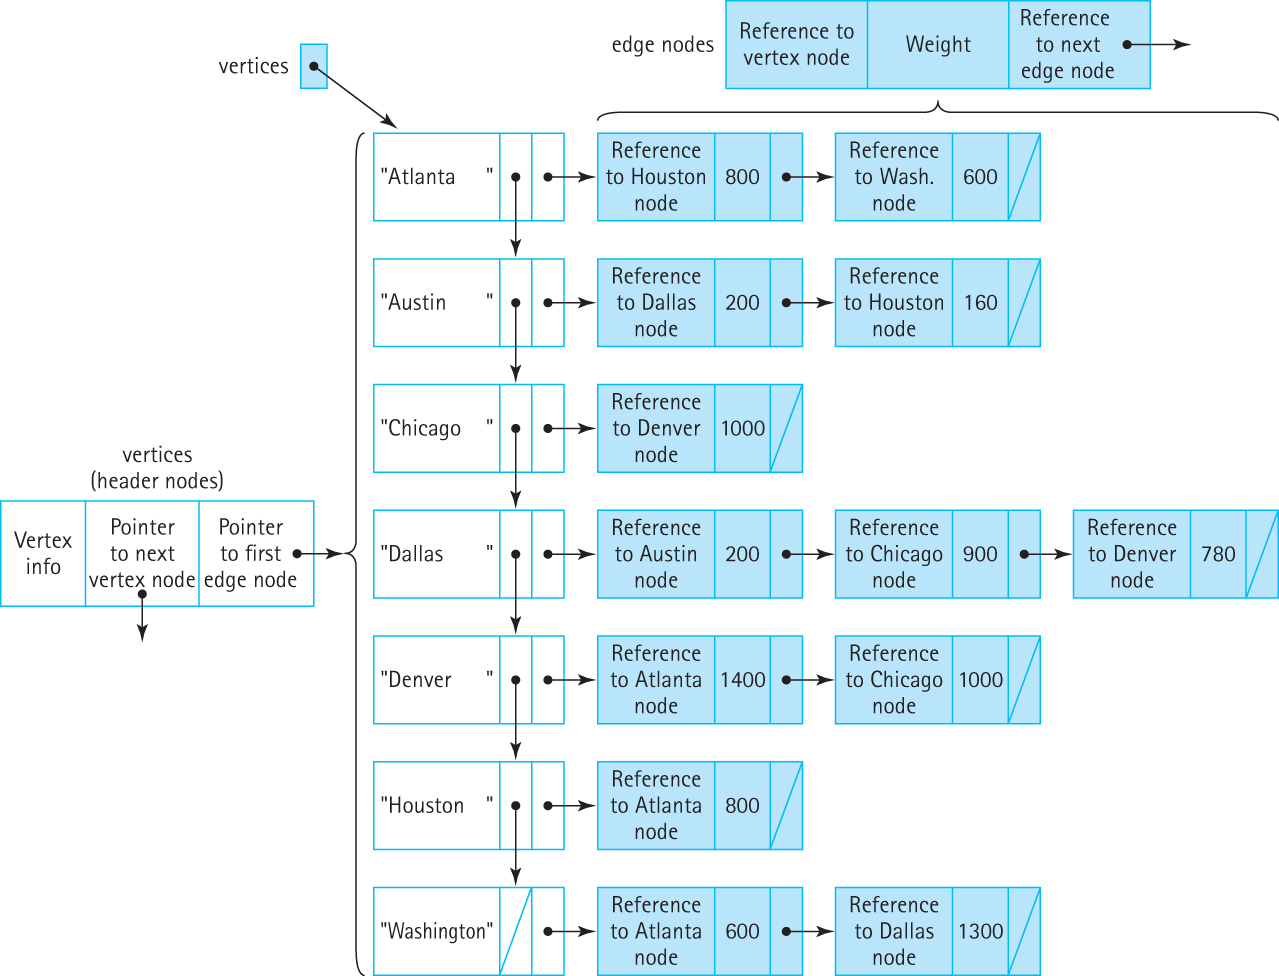 edge nodes
Reference to
vertex node
Weight
Reference
to next
edge node
vertices
"Atlanta "
Reference
to Houston
node
800
Reference
to Wash.
node
600
"Austin "
Reference
to Dallas
node
200
Reference
to Houston
node
160
"Chicago "
Reference
to Denver
node
1000
vertices
(header nodes)
Vertex
info
Pointer
to next
vertex node
Pointer
to first
edge node
"Dallas "
Reference
to Austin
node
200
Reference
to Chicago
node
900
Reference
to Denver
node
780
"Denver "
Reference
to Atlanta
node
1400
Reference
to Chicago
node
1000
"Houston "
Reference
to Atlanta
node
800
"Washington"
Reference
to Atlanta
node
600
Reference
to Dallas
node
1300